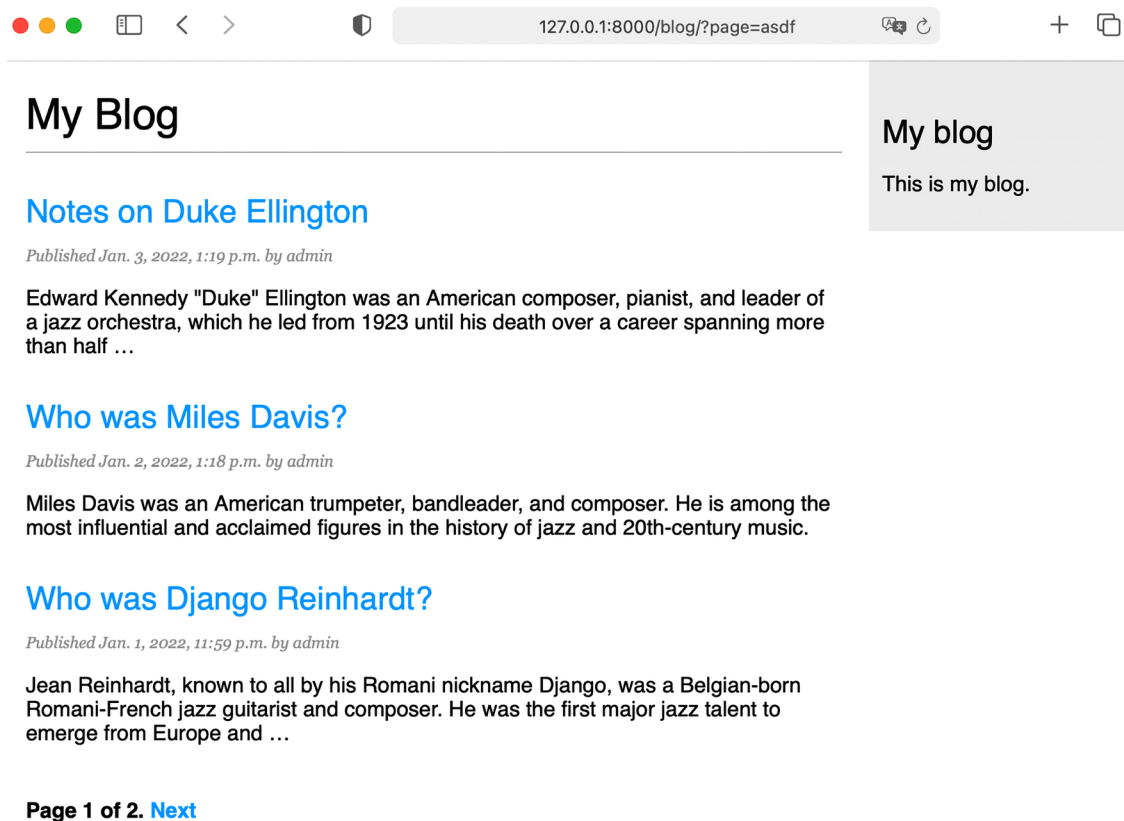 127.0.0.1:8000/blog/?page=asdf
My Blog
Notes on Duke Ellington
Published Jan. 3, 2022, 1:19 p.m. by admin
Edward Kennedy "Duke" Ellington was an American composer, pianist, and leader of
a jazz orchestra, which he led from 1923 until his death over a career spanning more
than half …
Who was Miles Davis?
Published Jan. 2, 2022, 1:18 p.m. by admin
Miles Davis was an American trumpeter, bandleader, and composer. He is among the
most influential and acclaimed figures in the history of jazz and 20th-century music.
Who was Django Reinhardt?
Published Jan. 1, 2022, 11:59 p.m. by admin
Jean Reinhardt, known to all by his Romani nickname Django, was a Belgian-born
Romani-French jazz guitarist and composer. He was the first major jazz talent to
emerge from Europe and …
Page 1 of 2. Next
My blog
This is my blog.